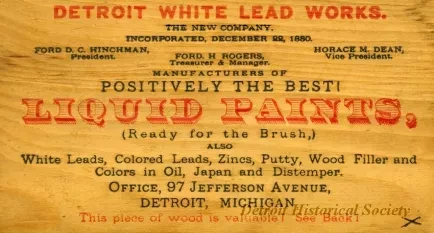 DETROIT WHITE LEAD WORKS.
THE NEW COMPANY.
INCORPORATED, DECEMBER 22, 1880.
FORD D. C. HINCHMAN, HORACE M. DEAN,
President. FORD. H ROGERS, Vice President.
Treasurer & Manager.
MANUFACTURERS OF
POSITIVELY THE BEST!
LIQUID PAINTS,
(Ready for the Brush,)
ALSO
White Leads, Colored Leads, Zincs, Putty, Wood Filler and
Colors in Oil, Japan and Distemper.
OFFICE, 97 JEFFERSON AVENUE,
DETROIT, MICHIGAN
Detroit Historical Society
This piece of wood is valuable! See Back!